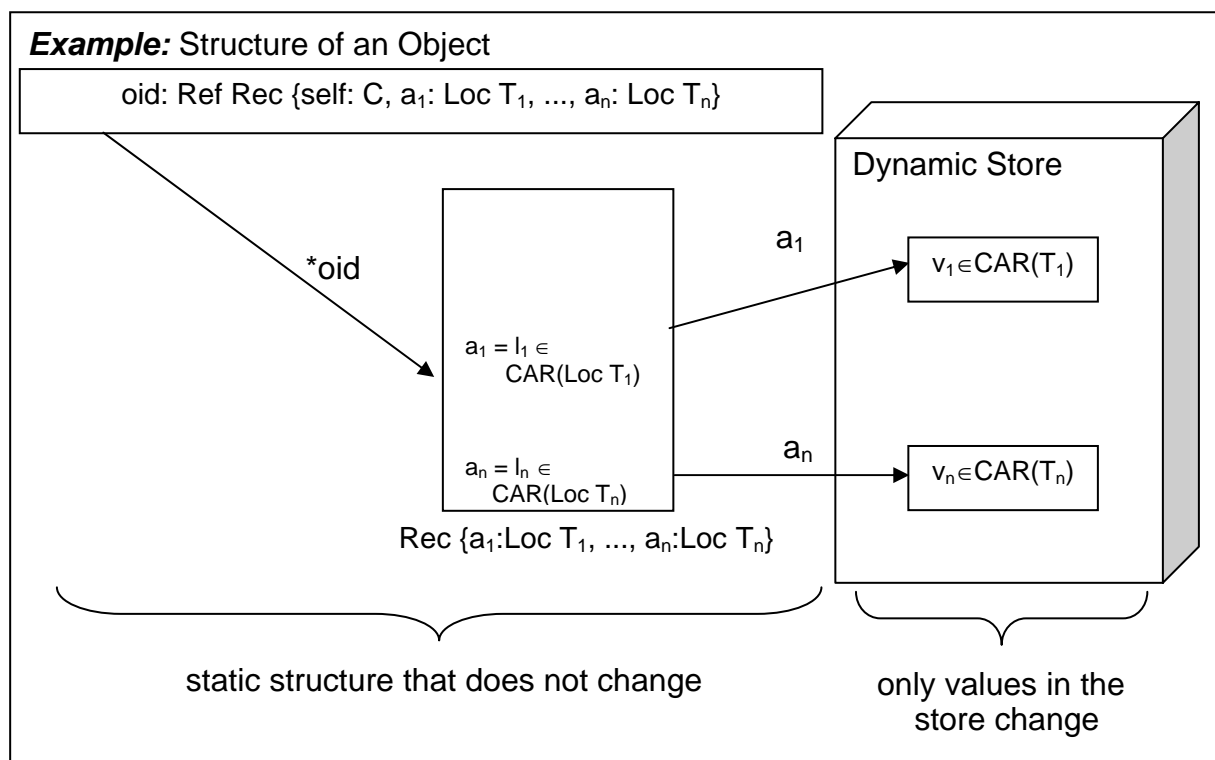 Example: Structure of an Object
oid: Ref Rec {self: C, a₁: Loc T₁, ..., aₙ: Loc Tₙ}
Dynamic Store
a₁
v₁∈CAR(T₁)
*oid
a₁ = l₁ ∈
CAR(Loc T₁)
aₙ
aₙ = lₙ ∈
CAR(Loc Tₙ)
vₙ∈CAR(Tₙ)
Rec {a₁:Loc T₁, ..., aₙ:Loc Tₙ}
static structure that does not change
only values in the
store change